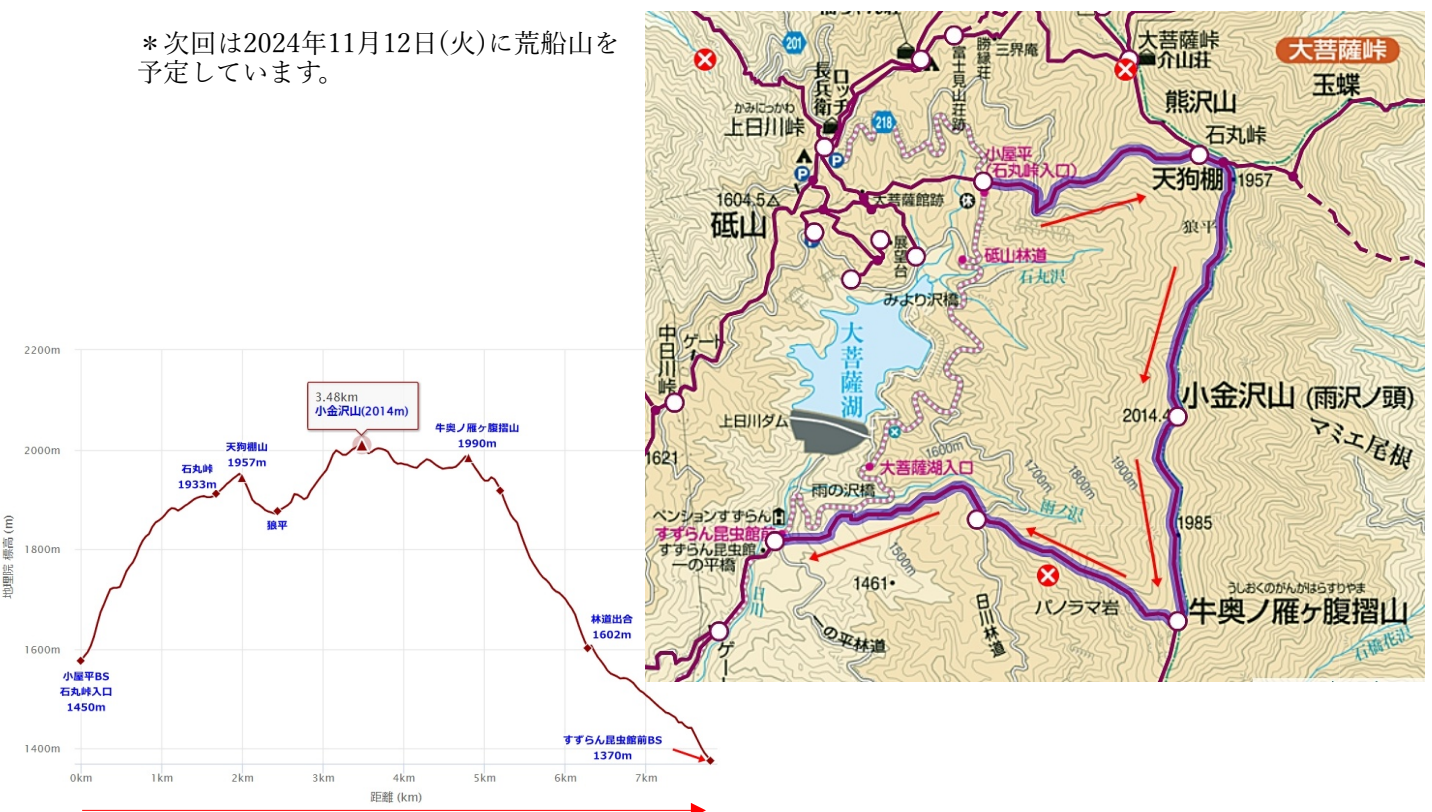 ＊次回は2024年11月12日(火)に荒船山を
予定しています。
2200m
2000m
1800m
1600m
1400m
地理院 標高 (m)
0km
1km
2km
3km
4km
5km
6km
7km
距離 (km)
小屋平BS
石丸峠入口
1450m
石丸峠
1933m
天狗棚山
1957m
狼平
3.48km
小金沢山(2014m)
牛奥ノ雁ヶ腹摺山
1990m
林道出合
1602m
すずらん昆虫館前BS
1370m
大菩薩峠
201
218
富士見山荘跡
勝縁荘
三界庵
大菩薩峠
介山荘
熊沢山
玉蝶
石丸峠
ロッヂ
長兵衛
かみにっかわ
上日川峠
P
P
小屋平
(石丸峠入口)
天狗棚
1957
狼平
1604.5△
砥山
大菩薩館跡
休
展望台
砥山林道
石丸沢
みより沢橋
大菩薩湖
中日川峠
ゲート
上日川ダム
1621
小金沢山 (雨沢ノ頭)
2014.4
マミエ尾根
1600m
1700m
1800m
1900m
大菩薩湖入口
雨の沢橋
雨ノ沢
ペンションすずらん
すずらん昆虫館前
すずらん昆虫館
一の平橋
1500m
1985
1461
日川
パノラマ岩
うしおくのがんがはらすりやま
牛奥ノ雁ヶ腹摺山
一の平林道
日川林道
石橋花沢
ゲー